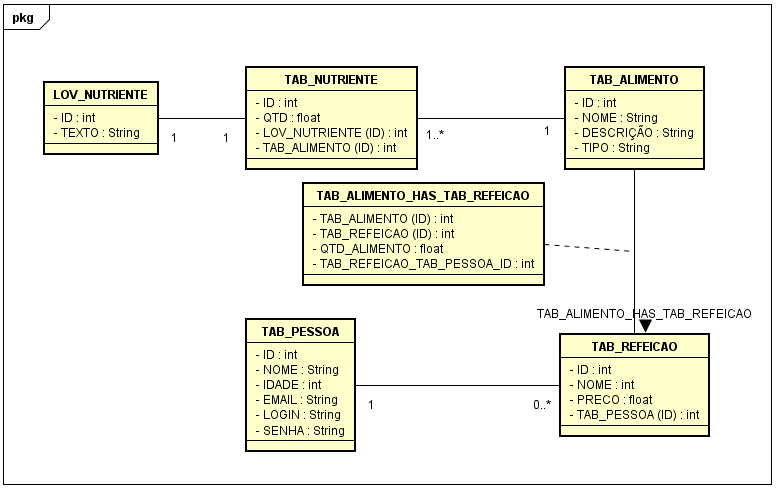 pkg
LOV_NUTRIENTE
- ID : int
- TEXTO : String
1
1
TAB_NUTRIENTE
- ID : int
- QTD : float
- LOV_NUTRIENTE (ID) : int
- TAB_ALIMENTO (ID) : int
1..*
1
TAB_ALIMENTO
- ID : int
- NOME : String
- DESCRIÇÃO : String
- TIPO : String
TAB_ALIMENTO_HAS_TAB_REFEICAO
- TAB_ALIMENTO (ID) : int
- TAB_REFEICAO (ID) : int
- QTD_ALIMENTO : float
- TAB_REFEICAO_TAB_PESSOA_ID : int
TAB_ALIMENTO_HAS_TAB_REFEICAO
TAB_PESSOA
- ID : int
- NOME : String
- IDADE : int
- EMAIL : String
- LOGIN : String
- SENHA : String
1
0..*
TAB_REFEICAO
- ID : int
- NOME : int
- PRECO : float
- TAB_PESSOA (ID) : int